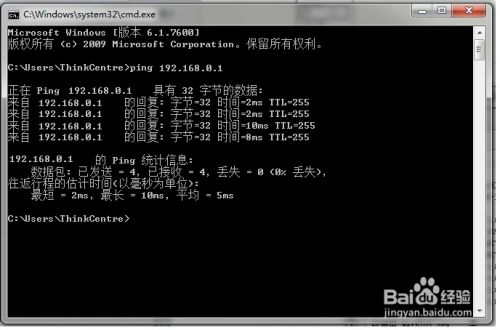 C:\Windows\system32\cmd.exe
Microsoft Windows [版本 6.1.7600]
版权所有 (c) 2009 Microsoft Corporation。保留所有权利。
C:\Users\ThinkCentre>ping 192.168.0.1
正在 Ping 192.168.0.1 具有 32 字节的数据:
来自 192.168.0.1 的回复: 字节=32 时间=2ms TTL=255
来自 192.168.0.1 的回复: 字节=32 时间=2ms TTL=255
来自 192.168.0.1 的回复: 字节=32 时间=10ms TTL=255
来自 192.168.0.1 的回复: 字节=32 时间=8ms TTL=255
192.168.0.1 的 Ping 统计信息:
数据包: 已发送 = 4，已接收 = 4，丢失 = 0 (0% 丢失)，
往返行程的估计时间(以毫秒为单位):
最短 = 2ms，最长 = 10ms，平均 = 5ms
C:\Users\ThinkCentre>
Baidu 经验
jingyan.baidu.com